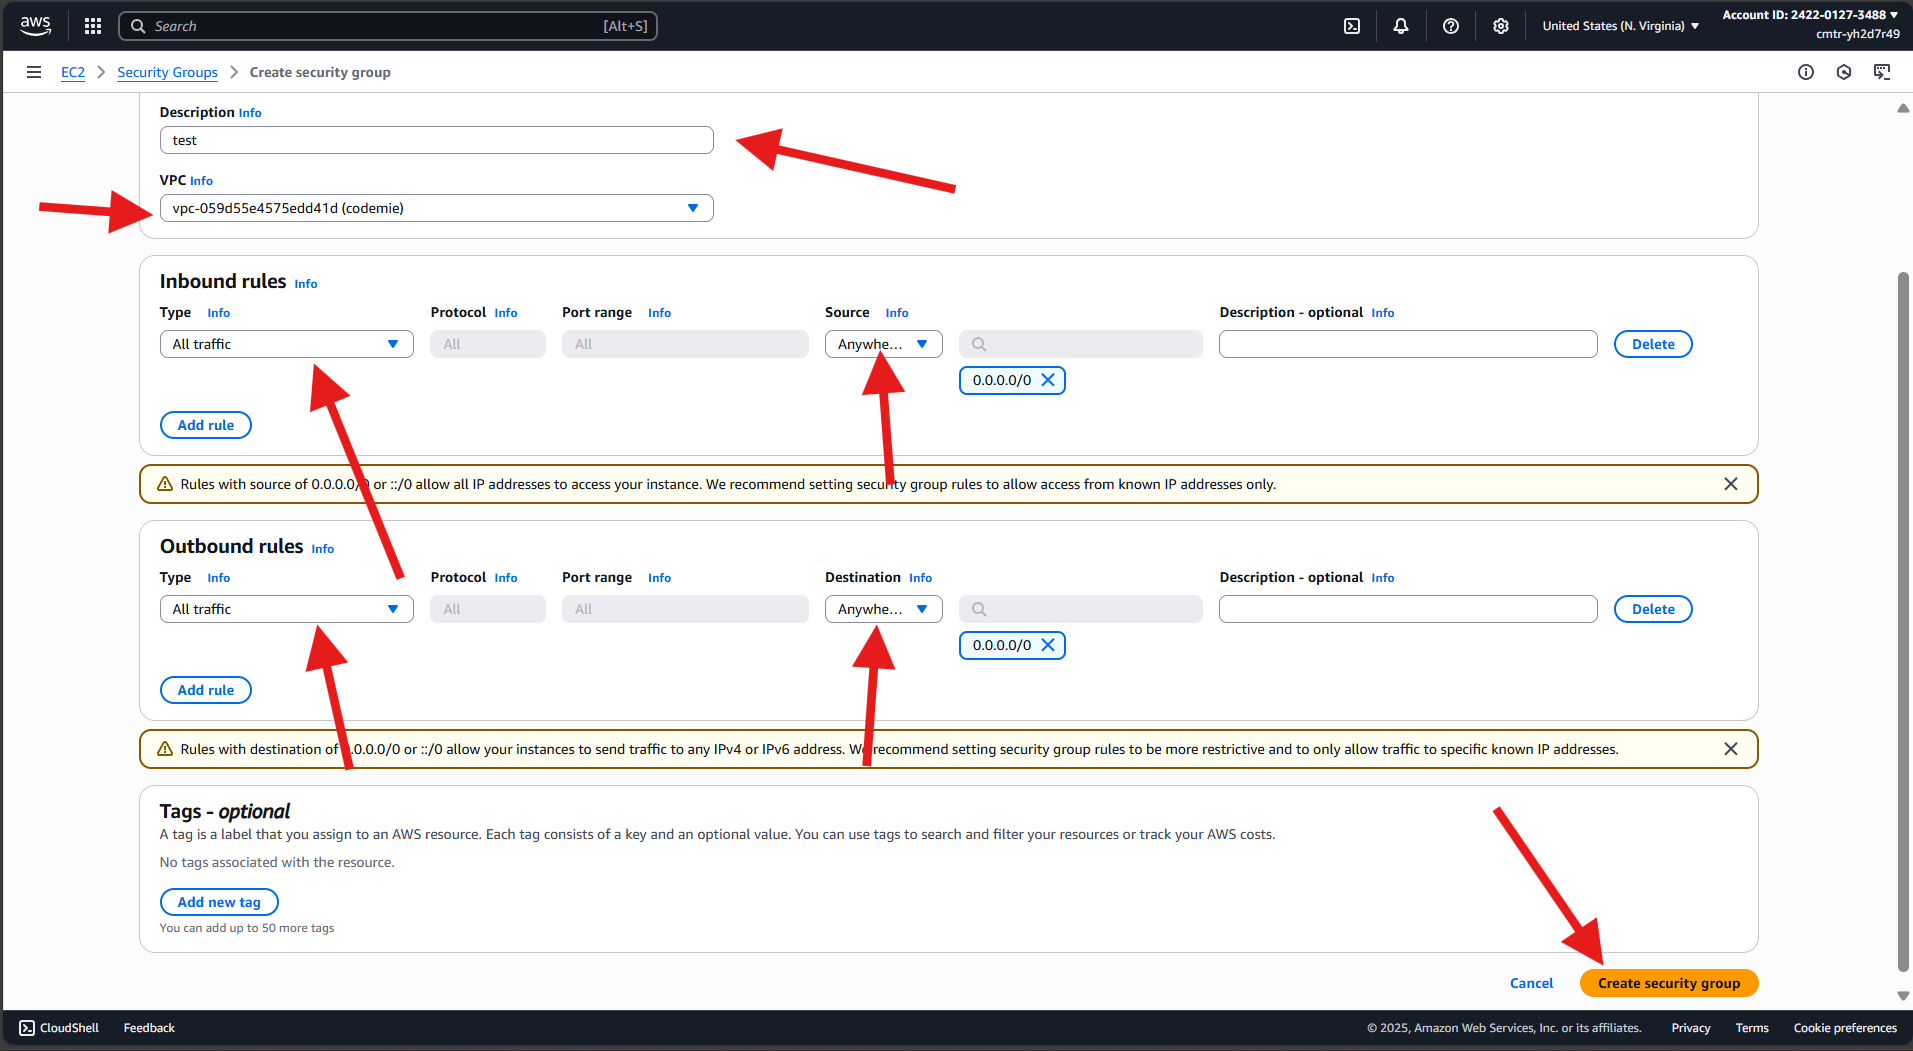 aws
Search [Alt+S]
United States (N. Virginia)
Account ID: 2422-0127-3488
cmtr-yh2d7r49
EC2 > Security Groups > Create security group
Description Info
test
VPC Info
vpc-059d55e4575edd41d (codemie)
Inbound rules Info
Type Info Protocol Info Port range Info Source Info Description - optional Info
All traffic All All Anywhe... Delete
0.0.0.0/0
Add rule
Rules with source of 0.0.0.0/0 or ::/0 allow all IP addresses to access your instance. We recommend setting security group rules to allow access from known IP addresses only.
Outbound rules Info
Type Info Protocol Info Port range Info Destination Info Description - optional Info
All traffic All All Anywhe... Delete
0.0.0.0/0
Add rule
Rules with destination of 0.0.0.0/0 or ::/0 allow your instances to send traffic to any IPv4 or IPv6 address. We recommend setting security group rules to be more restrictive and to only allow traffic to specific known IP addresses.
Tags - optional
A tag is a label that you assign to an AWS resource. Each tag consists of a key and an optional value. You can use tags to search and filter your resources or track your AWS costs.
No tags associated with the resource.
Add new tag
You can add up to 50 more tags
Cancel Create security group
CloudShell Feedback © 2025, Amazon Web Services, Inc. or its affiliates. Privacy Terms Cookie preferences